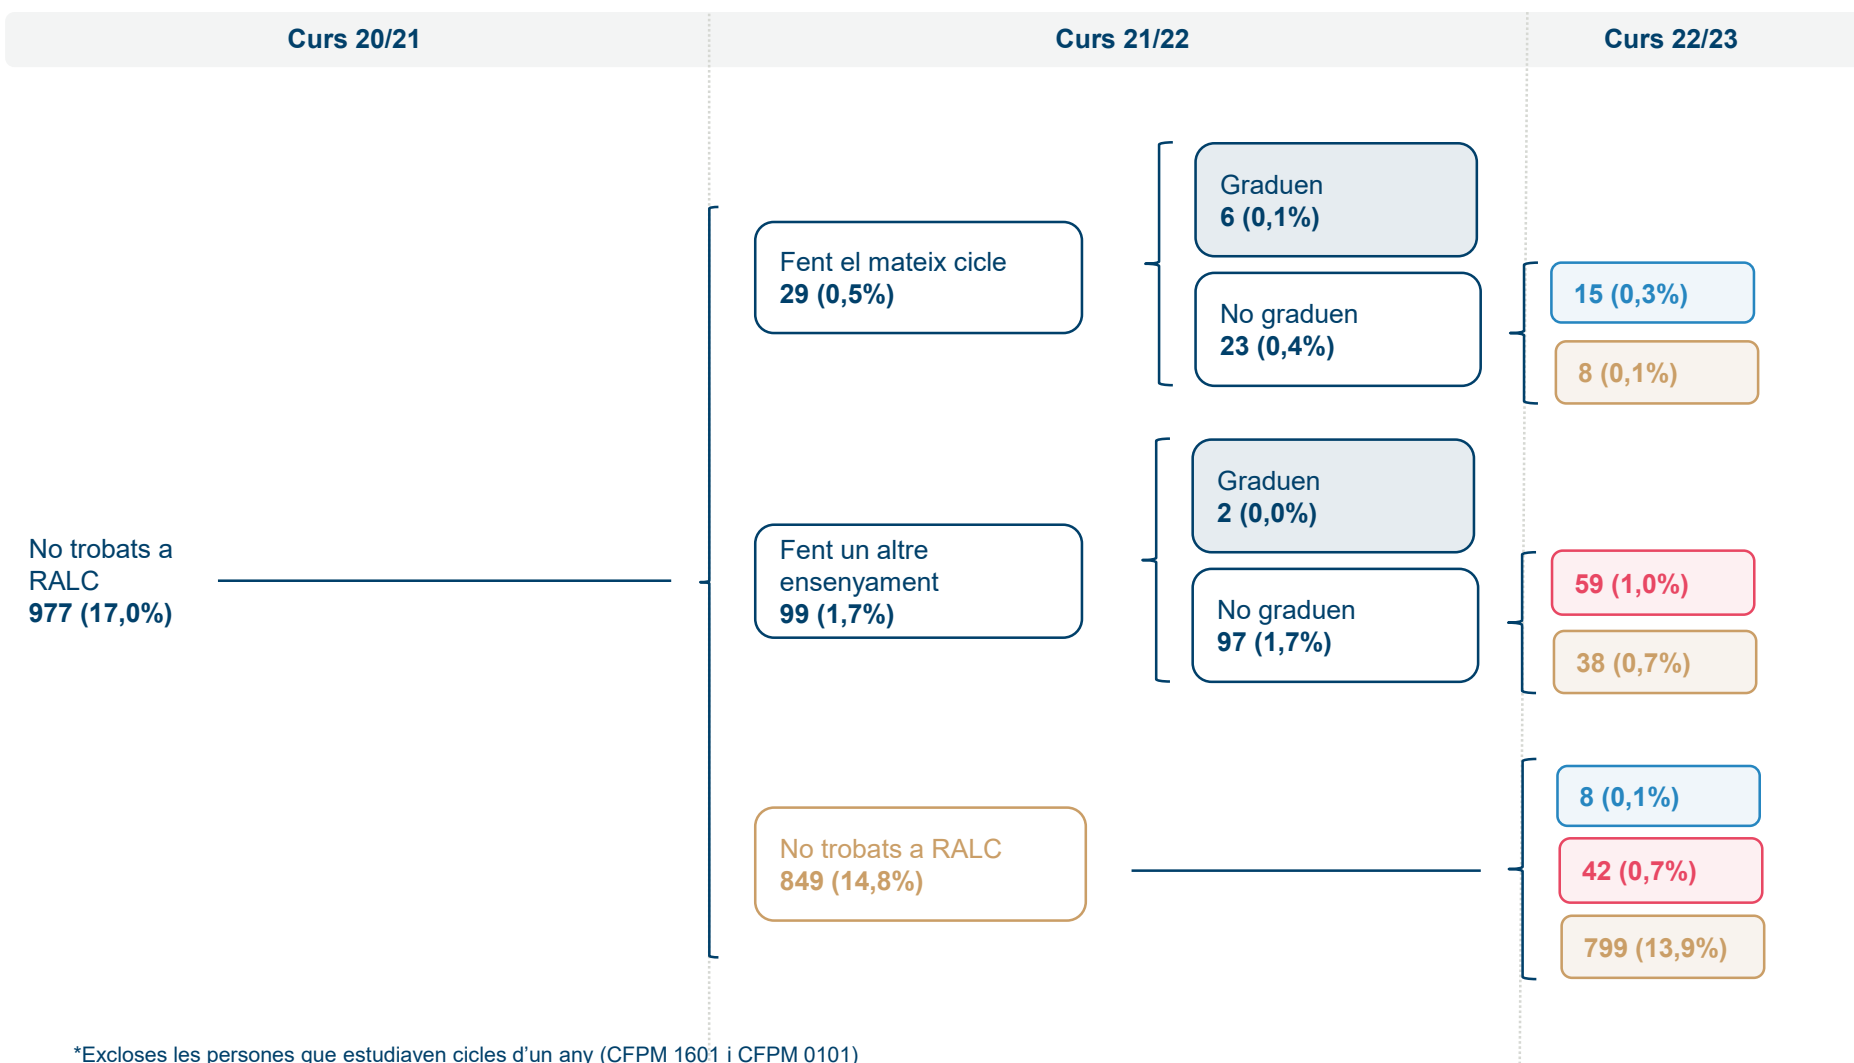 Curs 20/21
Curs 21/22
Curs 22/23
No trobats a
RALC
977 (17,0%)
Fent el mateix cicle
29 (0,5%)
Graduen
6 (0,1%)
No graduen
23 (0,4%)
15 (0,3%)
8 (0,1%)
Fent un altre
ensenyament
99 (1,7%)
Graduen
2 (0,0%)
No graduen
97 (1,7%)
59 (1,0%)
38 (0,7%)
No trobats a RALC
849 (14,8%)
8 (0,1%)
42 (0,7%)
799 (13,9%)
*Excloses les persones que estudiaven cicles d'un any (CFPM 1601 i CFPM 0101)